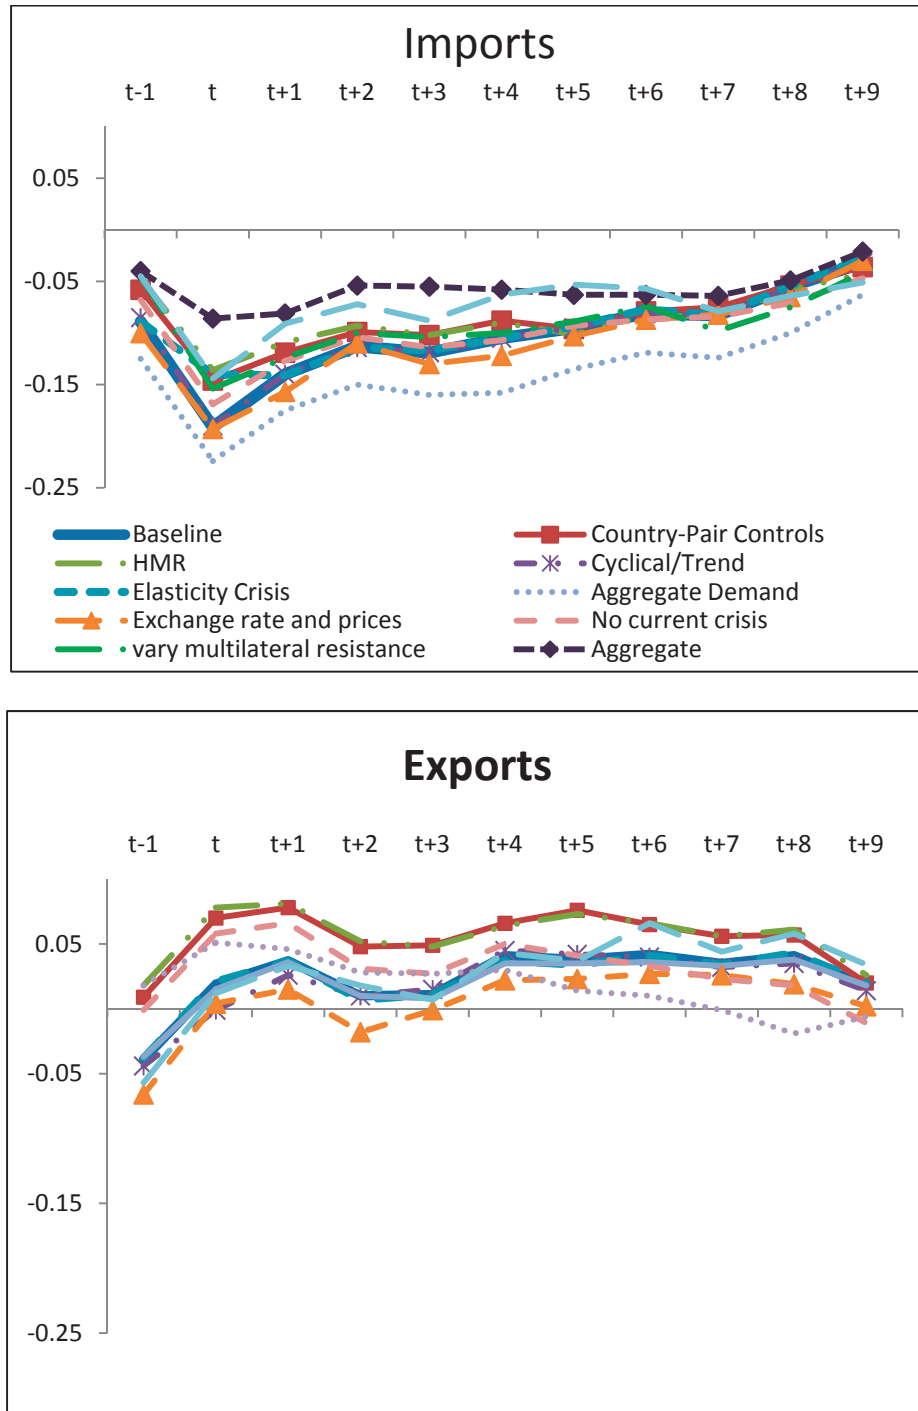 Imports
t-1 t t+1 t+2 t+3 t+4 t+5 t+6 t+7 t+8 t+9
0.05
-0.05
-0.15
-0.25
Baseline Country-Pair Controls
HMR Cyclical/Trend
Elasticity Crisis Aggregate Demand
Exchange rate and prices No current crisis
vary multilateral resistance Aggregate
Exports
t-1 t t+1 t+2 t+3 t+4 t+5 t+6 t+7 t+8 t+9
0.05
-0.05
-0.15
-0.25